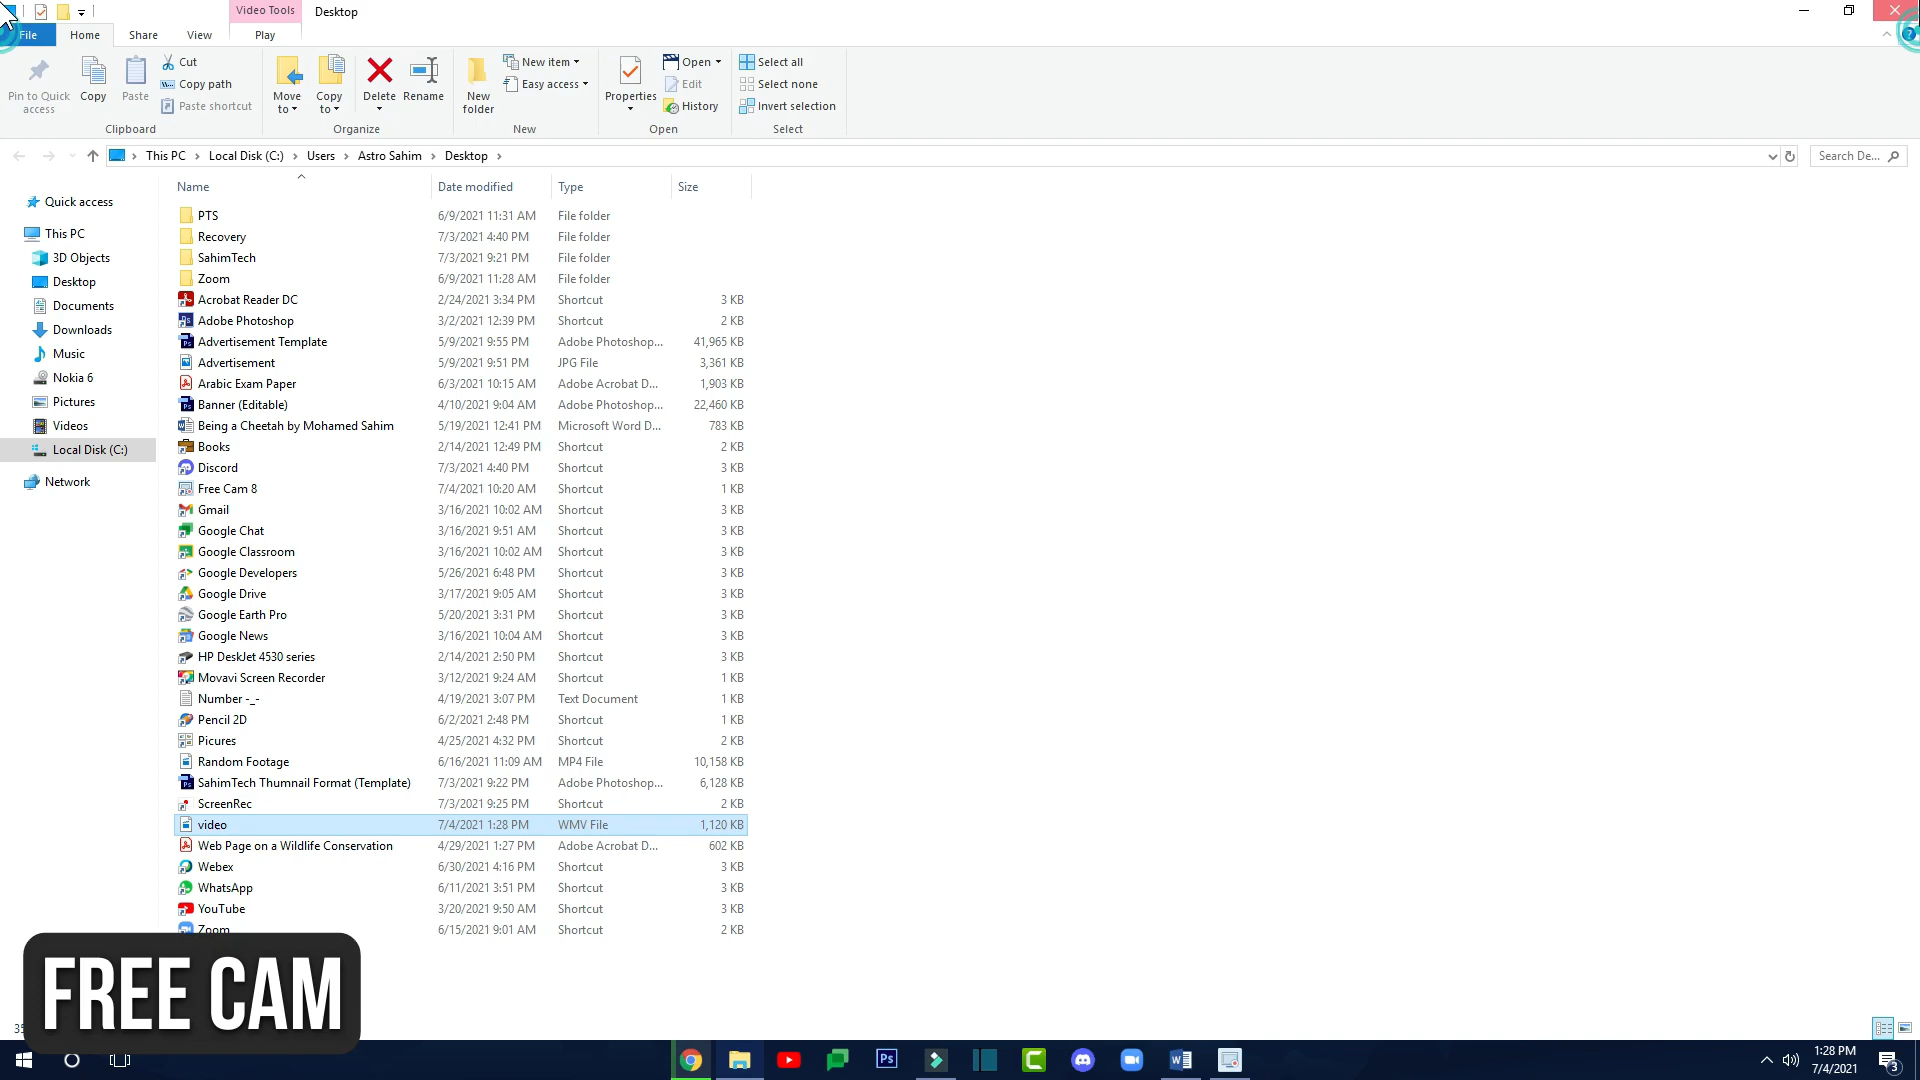 Video Tools Desktop
File Home Share View Play
Pin to Quick access
Copy
Paste
Cut
Copy path
Paste shortcut
Clipboard
Move to
Copy to
Delete
Rename
Organize
New folder
New item
Easy access
New
Properties
Open
Edit
History
Open
Select all
Select none
Invert selection
Select
This PC › Local Disk (C:) › Users › Astro Sahim › Desktop ›
Search De...
Quick access
This PC
3D Objects
Desktop
Documents
Downloads
Music
Nokia 6
Pictures
Videos
Local Disk (C:)
Network
Name Date modified Type Size
PTS 6/9/2021 11:31 AM File folder
Recovery 7/3/2021 4:40 PM File folder
SahimTech 7/3/2021 9:21 PM File folder
Zoom 6/9/2021 11:28 AM File folder
Acrobat Reader DC 2/24/2021 3:34 PM Shortcut 3 KB
Adobe Photoshop 3/2/2021 12:39 PM Shortcut 2 KB
Advertisement Template 5/9/2021 9:55 PM Adobe Photoshop... 41,965 KB
Advertisement 5/9/2021 9:51 PM JPG File 3,361 KB
Arabic Exam Paper 6/3/2021 10:15 AM Adobe Acrobat D... 1,903 KB
Banner (Editable) 4/10/2021 9:04 AM Adobe Photoshop... 22,460 KB
Being a Cheetah by Mohamed Sahim 5/19/2021 12:41 PM Microsoft Word D... 783 KB
Books 2/14/2021 12:49 PM Shortcut 2 KB
Discord 7/3/2021 4:40 PM Shortcut 3 KB
Free Cam 8 7/4/2021 10:20 AM Shortcut 1 KB
Gmail 3/16/2021 10:02 AM Shortcut 3 KB
Google Chat 3/16/2021 9:51 AM Shortcut 3 KB
Google Classroom 3/16/2021 10:02 AM Shortcut 3 KB
Google Developers 5/26/2021 6:48 PM Shortcut 3 KB
Google Drive 3/17/2021 9:05 AM Shortcut 3 KB
Google Earth Pro 5/20/2021 3:31 PM Shortcut 3 KB
Google News 3/16/2021 10:04 AM Shortcut 3 KB
HP DeskJet 4530 series 2/14/2021 2:50 PM Shortcut 3 KB
Movavi Screen Recorder 3/12/2021 9:24 AM Shortcut 1 KB
Number -_- 4/19/2021 3:07 PM Text Document 1 KB
Pencil 2D 6/2/2021 2:48 PM Shortcut 1 KB
Picures 4/25/2021 4:32 PM Shortcut 2 KB
Random Footage 6/16/2021 11:09 AM MP4 File 10,158 KB
SahimTech Thumnail Format (Template) 7/3/2021 9:22 PM Adobe Photoshop... 6,128 KB
ScreenRec 7/3/2021 9:25 PM Shortcut 2 KB
video 7/4/2021 1:28 PM WMV File 1,120 KB
Web Page on a Wildlife Conservation 4/29/2021 1:27 PM Adobe Acrobat D... 602 KB
Webex 6/30/2021 4:16 PM Shortcut 3 KB
WhatsApp 6/11/2021 3:51 PM Shortcut 3 KB
YouTube 3/20/2021 9:50 AM Shortcut 3 KB
Zoom 6/15/2021 9:01 AM Shortcut 2 KB
FREE CAM
Ps
1:28 PM
7/4/2021
3